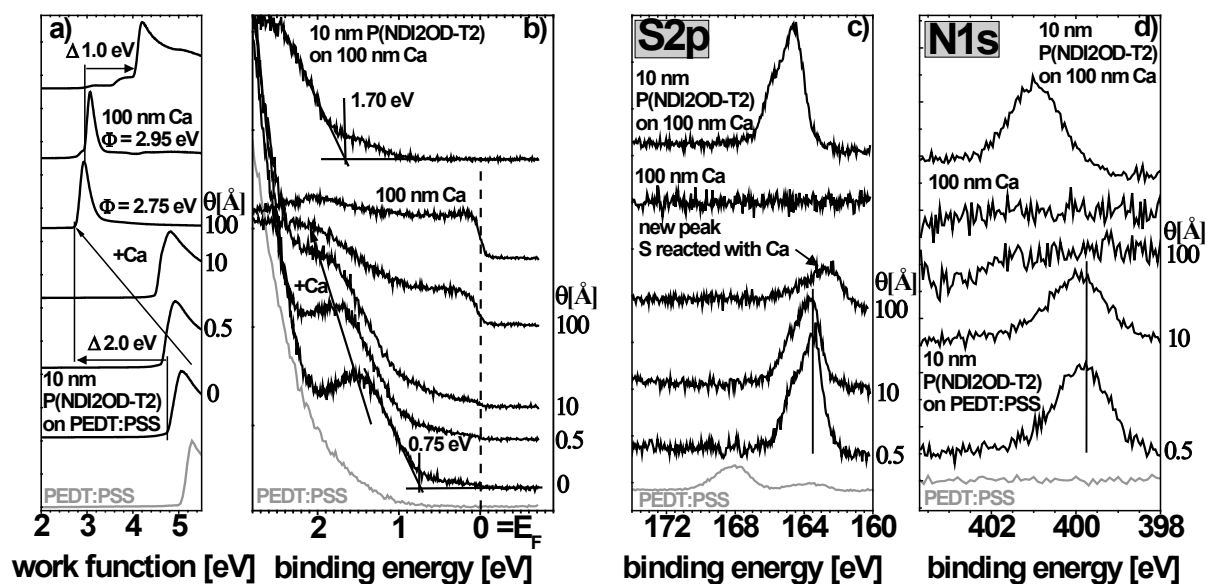 a)
Δ 1.0 eV
100 nm Ca
Φ = 2.95 eV
Φ = 2.75 eV
θ[Å]
100
+Ca
10
0.5
Δ 2.0 eV
10 nm
P(NDI2OD-T2)
on PEDT:PSS
0
PEDT:PSS
2 3 4 5
work function [eV]
b)
10 nm P(NDI2OD-T2)
on 100 nm Ca
1.70 eV
100 nm Ca
+Ca
θ[Å]
100
10
0.5
0.75 eV
0
PEDT:PSS
2 1 0 =E_F
binding energy [eV]
S2p
c)
10 nm
P(NDI2OD-T2)
on 100 nm Ca
100 nm Ca
new peak
S reacted with Ca
θ[Å]
100
10
0.5
PEDT:PSS
172 168 164 160
binding energy [eV]
N1s
d)
10 nm
P(NDI2OD-T2)
on 100 nm Ca
100 nm Ca
θ[Å]
100
10
10 nm
P(NDI2OD-T2)
on PEDT:PSS
0.5
PEDT:PSS
402 400 398
binding energy [eV]